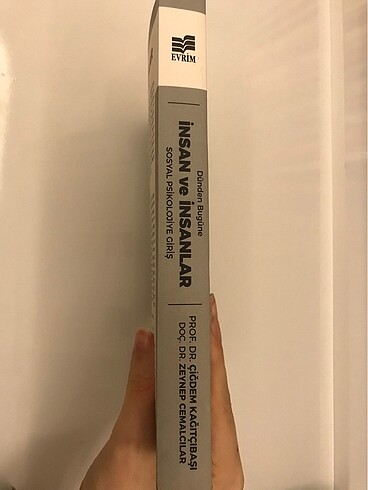 EVRİM
Dünden Bugüne
İNSAN ve İNSANLAR
SOSYAL PSİKOLOJİYE GİRİŞ
PROF. DR. ÇİĞDEM KAĞITÇIBAŞI
DOÇ. DR. ZEYNEP CEMALCILAR